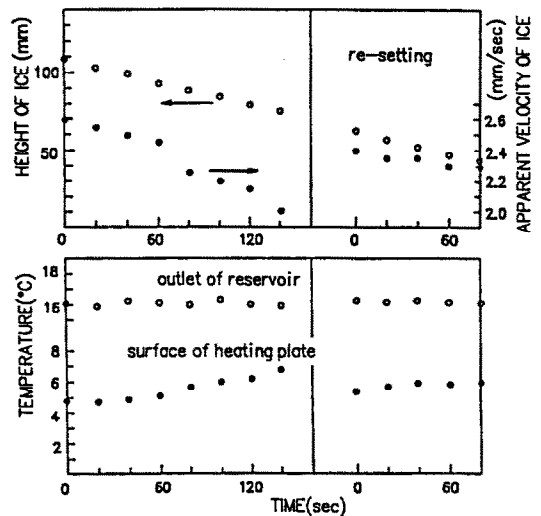 HEIGHT OF ICE (mm)
100
50
0
60
120
0
60
re-setting
2.6
2.4
2.2
2.0
APPARENT VELOCITY OF ICE
(mm/sec)
TEMPERATURE(°C)
18
15
8
6
4
2
outlet of reservoir
surface of heating plate
0
60
120
0
60
TIME(sec)